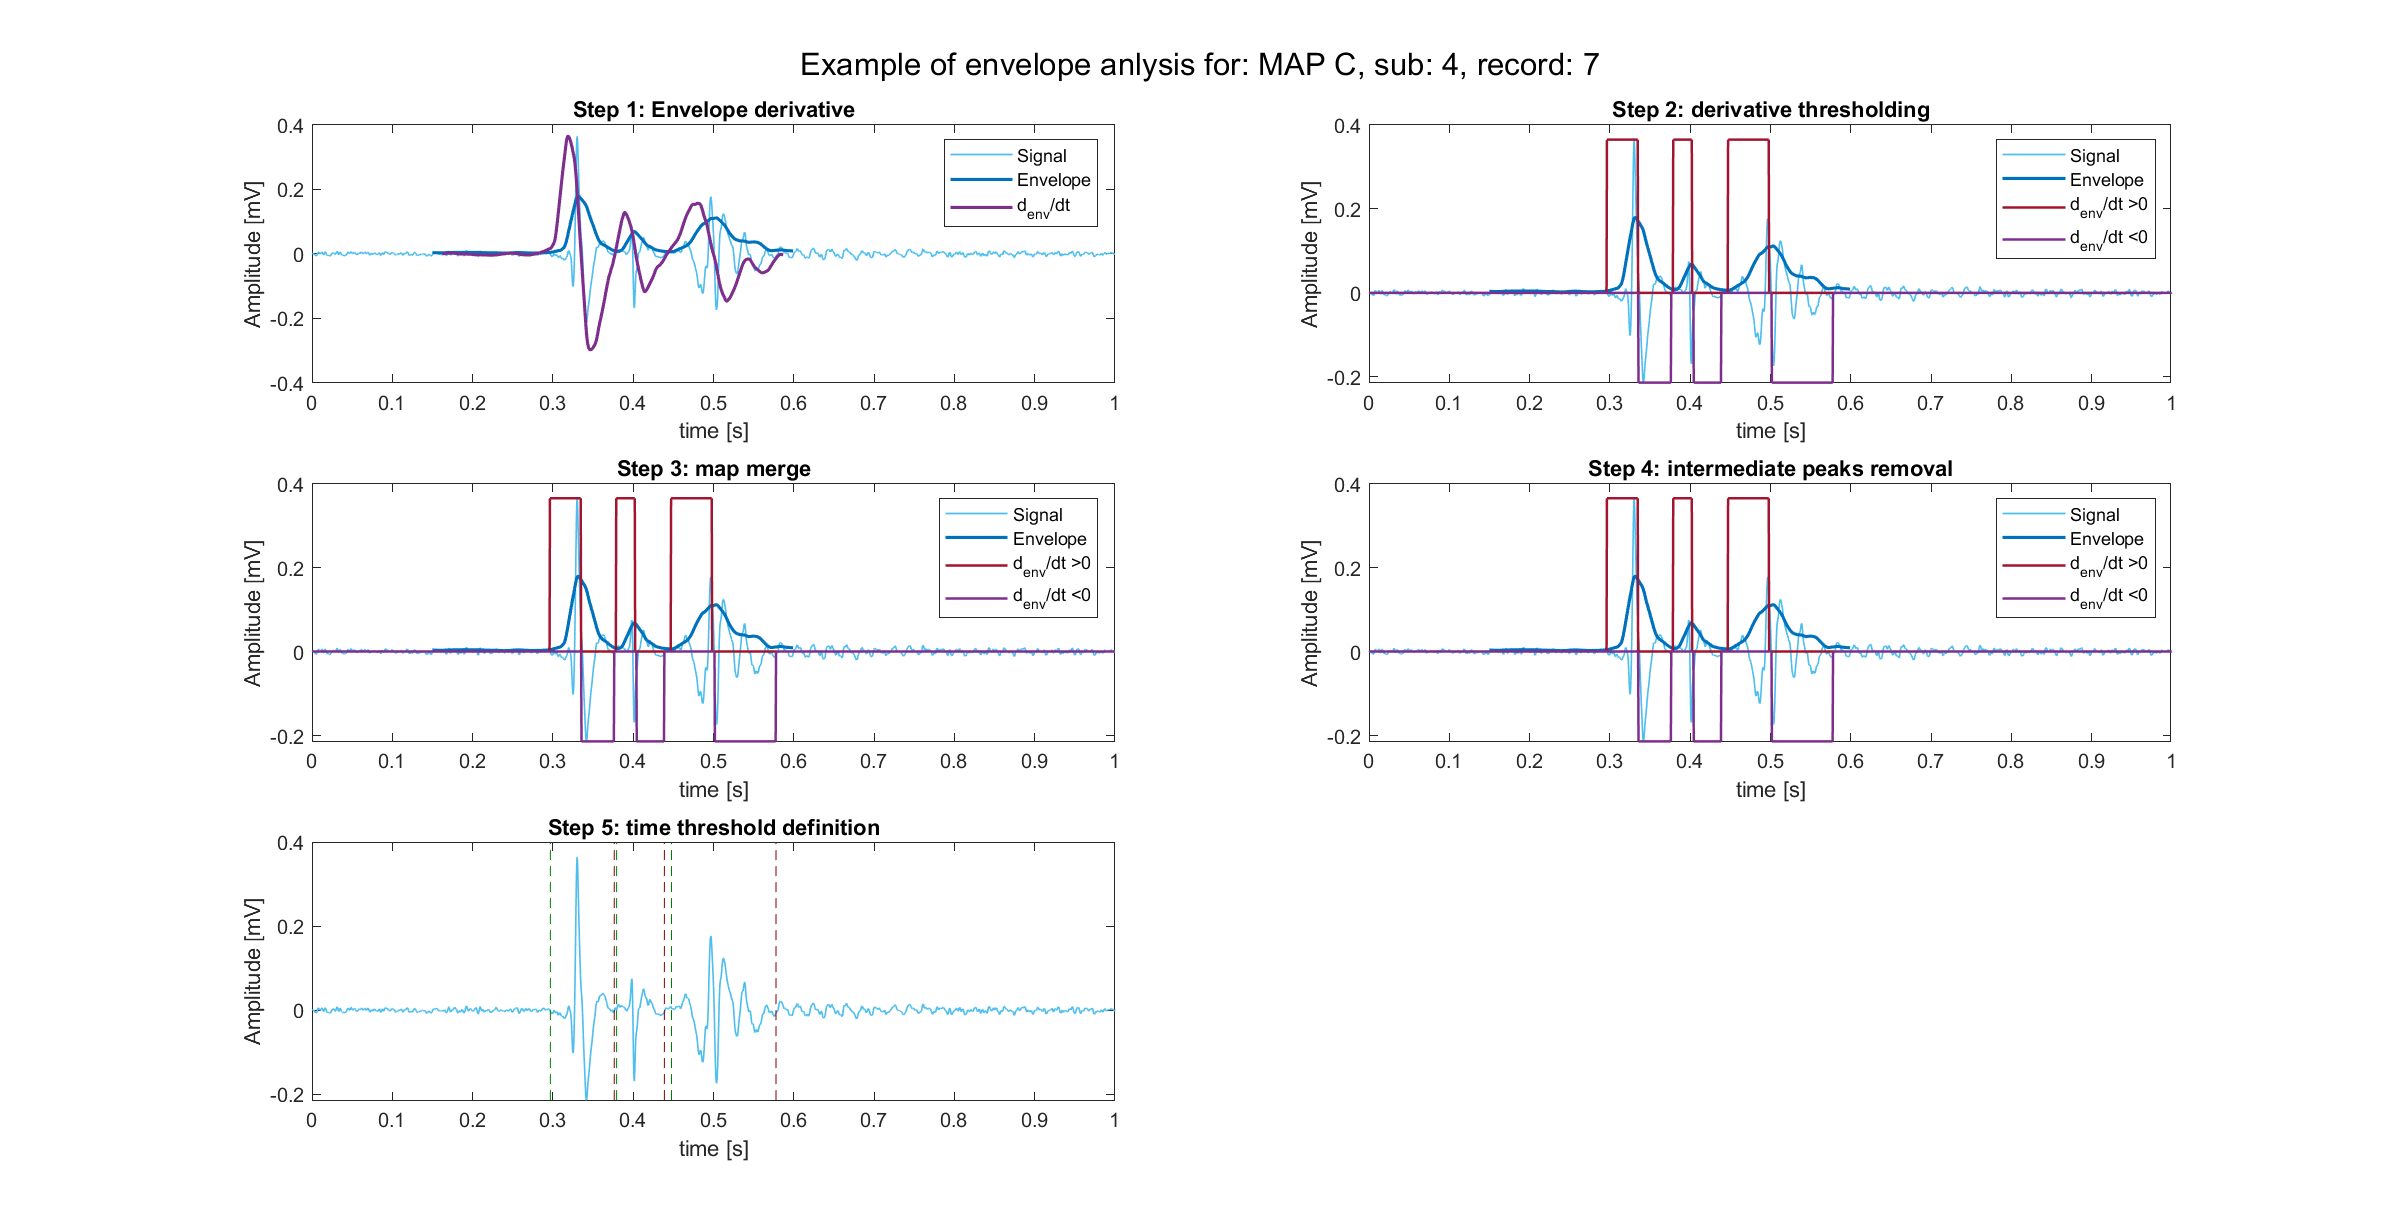 Example of envelope anlysis for: MAP C, sub: 4, record: 7
Step 1: Envelope derivative
0.4
0.2
0
-0.2
-0.4
Amplitude [mV]
0 0.1 0.2 0.3 0.4 0.5 0.6 0.7 0.8 0.9 1
time [s]
Signal
Envelope
d_env/dt
Step 2: derivative thresholding
0.4
0.2
0
-0.2
Amplitude [mV]
0 0.1 0.2 0.3 0.4 0.5 0.6 0.7 0.8 0.9 1
time [s]
Signal
Envelope
d_env/dt >0
d_env/dt <0
Step 3: map merge
0.4
0.2
0
-0.2
Amplitude [mV]
0 0.1 0.2 0.3 0.4 0.5 0.6 0.7 0.8 0.9 1
time [s]
Signal
Envelope
d_env/dt >0
d_env/dt <0
Step 4: intermediate peaks removal
0.4
0.2
0
-0.2
Amplitude [mV]
0 0.1 0.2 0.3 0.4 0.5 0.6 0.7 0.8 0.9 1
time [s]
Signal
Envelope
d_env/dt >0
d_env/dt <0
Step 5: time threshold definition
0.4
0.2
0
-0.2
Amplitude [mV]
0 0.1 0.2 0.3 0.4 0.5 0.6 0.7 0.8 0.9 1
time [s]